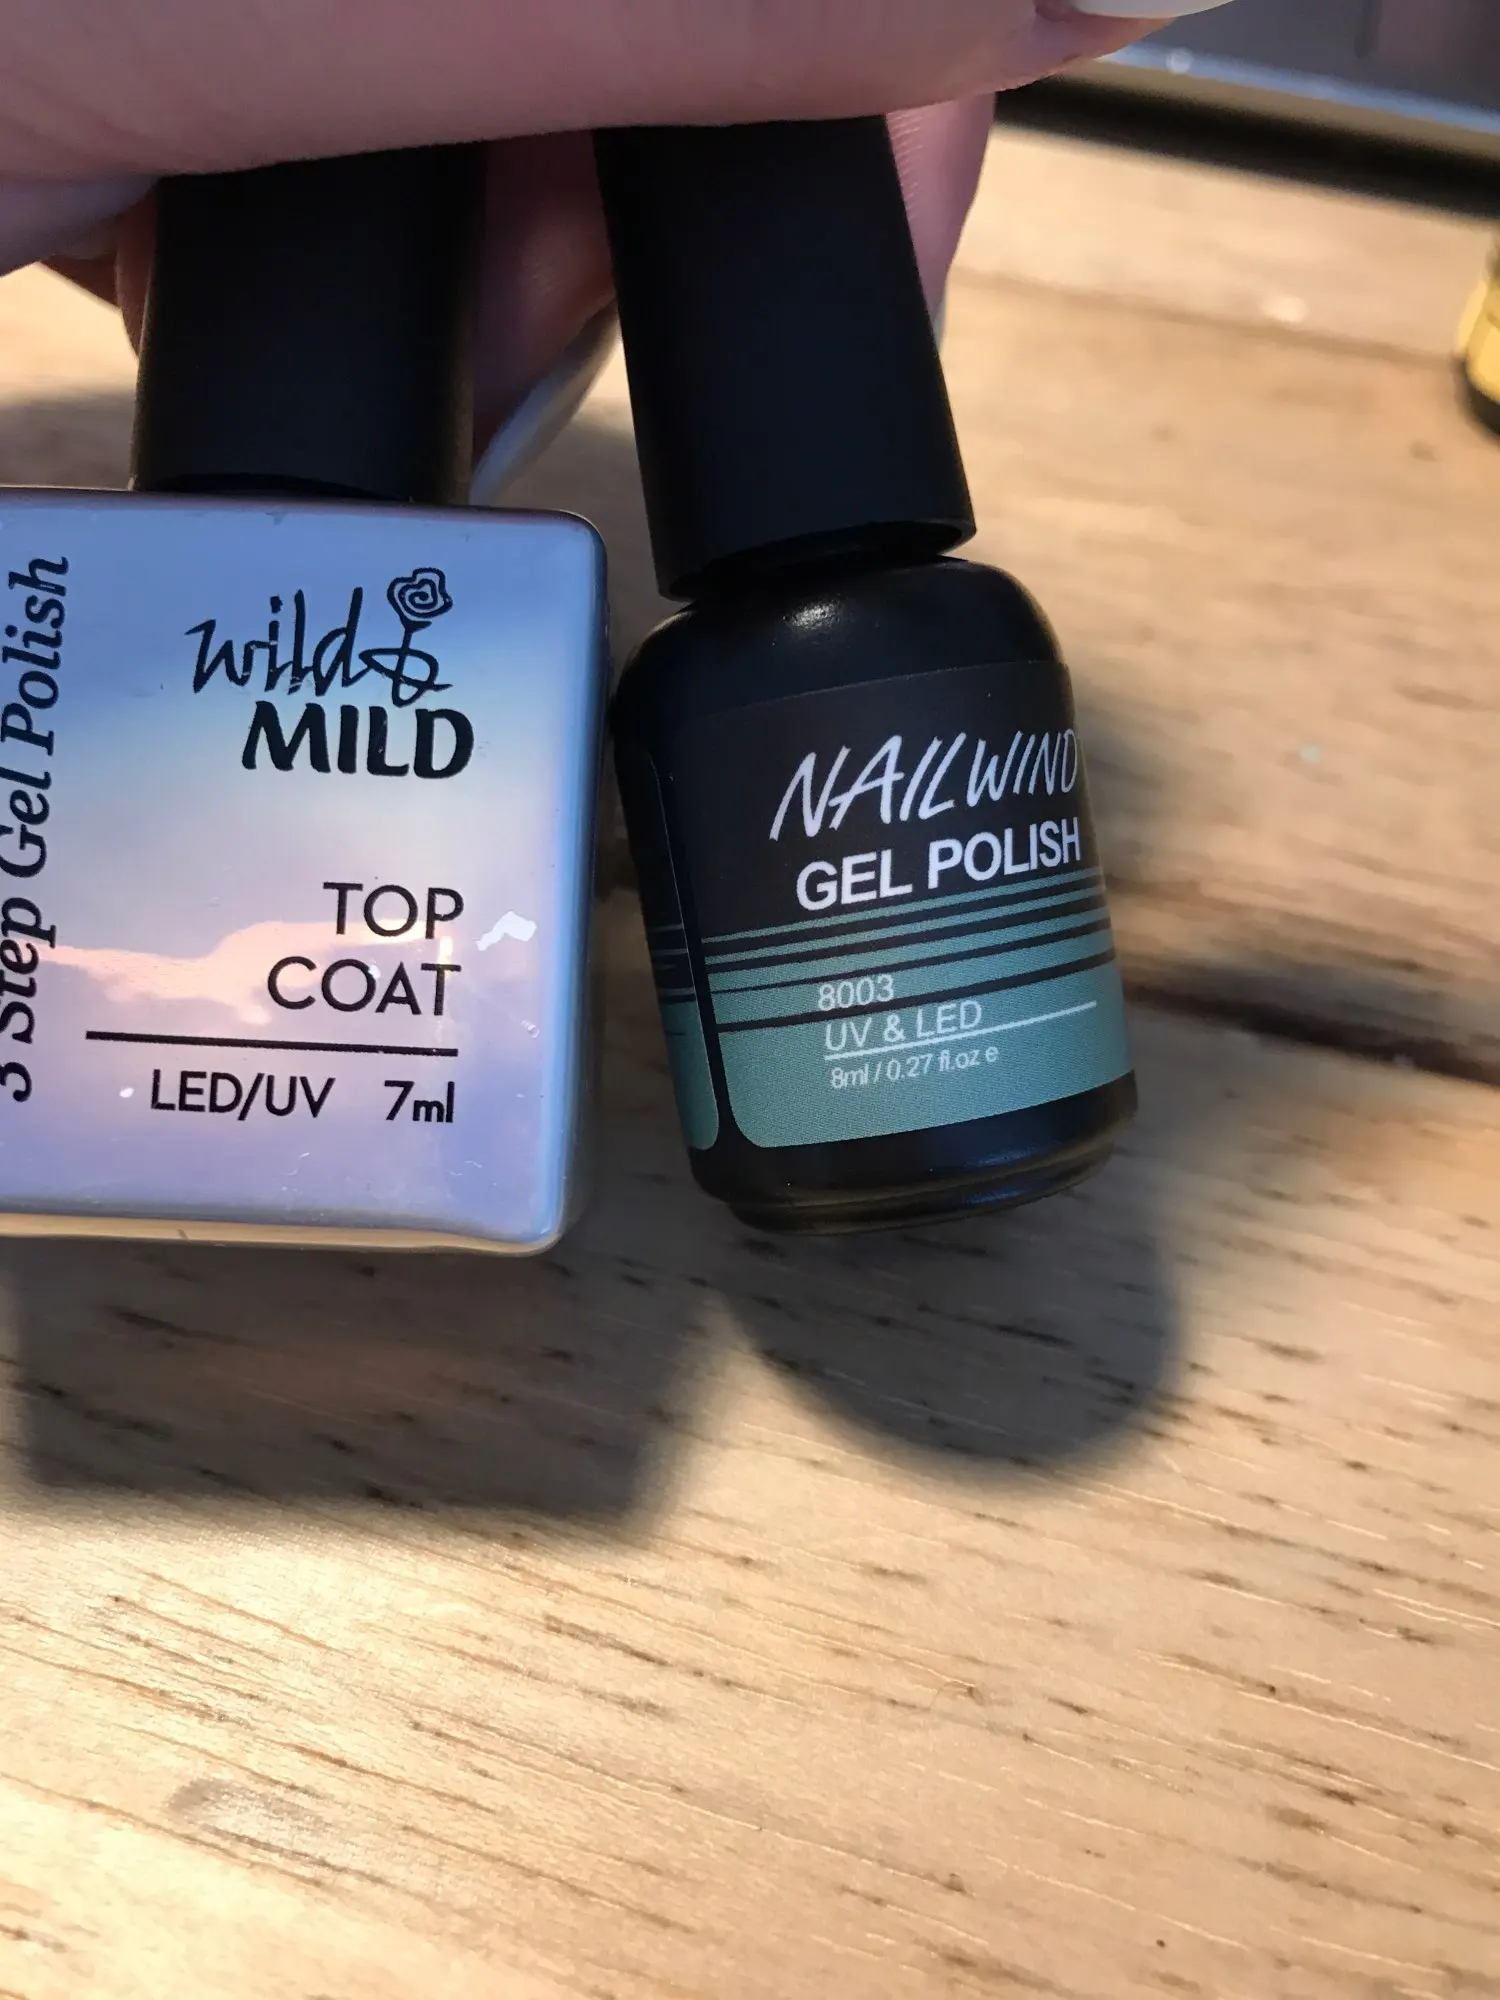 3 Step Gel Polish
wild &
MILD
TOP
COAT
LED/UV 7ml
NAILWIND
GEL POLISH
8003
UV & LED
8ml / 0.27 fl.oz e